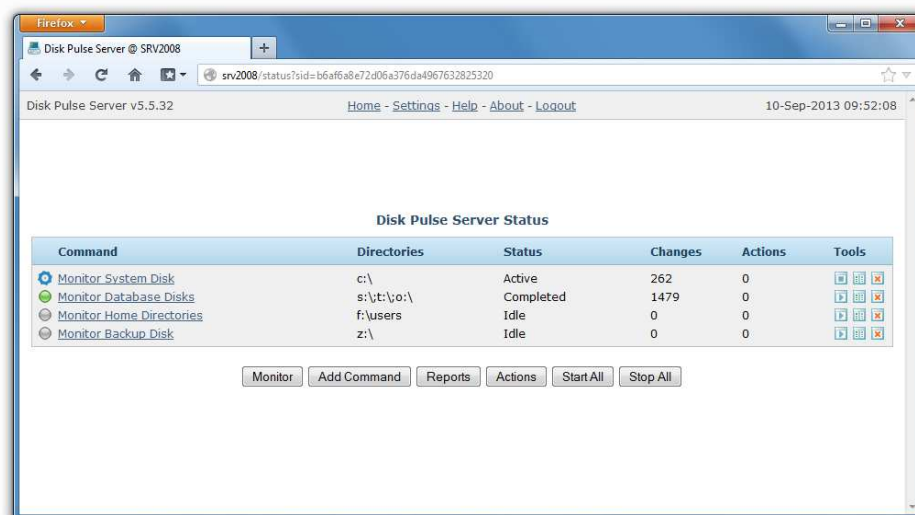 Firefox
Disk Pulse Server @ SRV2008
srv2008/status?sid=b6af6a8e72d06a376da4967632825320
Disk Pulse Server v5.5.32 Home - Settings - Help - About - Logout 10-Sep-2013 09:52:08
Disk Pulse Server Status
Command Directories Status Changes Actions Tools
Monitor System Disk c:\ Active 262 0
Monitor Database Disks s:\;t:\;o:\ Completed 1479 0
Monitor Home Directories f:\users Idle 0 0
Monitor Backup Disk z:\ Idle 0 0
Monitor Add Command Reports Actions Start All Stop All